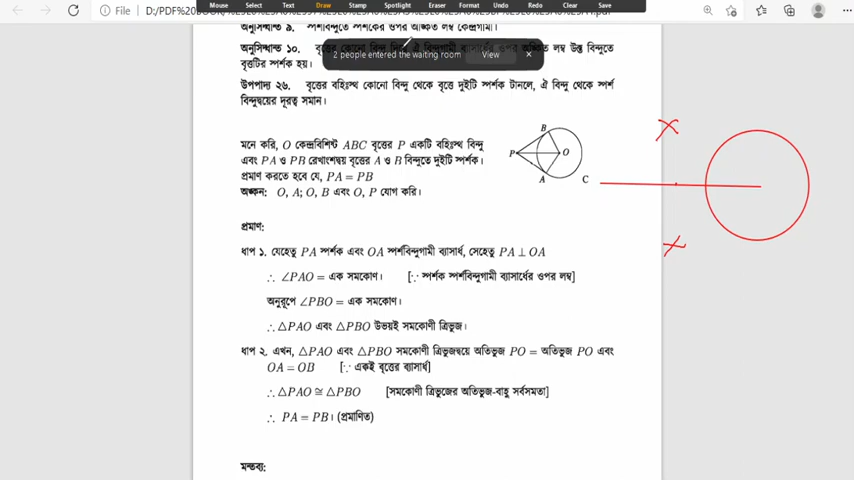 File
D:/PDF%20BOOK/
Mouse Select Text Draw Stamp Spotlight Eraser Format Undo Redo Clear Save
অনুসিদ্ধান্ত ৯. স্পর্শবিন্দুতে স্পর্শকের ওপর অঙ্কিত লম্ব কেন্দ্রগামী।
2 people entered the waiting room View ×
অনুসিদ্ধান্ত ১০. বৃত্তের কোনো বিন্দু দিয়ে ঐ বিন্দুগামী ব্যাসার্ধের ওপর অঙ্কিত লম্ব উক্ত বিন্দুতে
বৃত্তটির স্পর্শক হয়।
উপপাদ্য ২৬. বৃত্তের বহিঃস্থ কোনো বিন্দু থেকে বৃত্তে দুইটি স্পর্শক টানলে, ঐ বিন্দু থেকে স্পর্শ
বিন্দুদ্বয়ের দূরত্ব সমান।
মনে করি, O কেন্দ্রবিশিষ্ট ABC বৃত্তের P একটি বহিঃস্থ বিন্দু
এবং PA ও PB রেখাংশদ্বয় বৃত্তের A ও B বিন্দুতে দুইটি স্পর্শক।
প্রমাণ করতে হবে যে, PA = PB
অঙ্কন: O, A; O, B এবং O, P যোগ করি।
B
P
O
A
C
প্রমাণ:
ধাপ ১. যেহেতু PA স্পর্শক এবং OA স্পর্শবিন্দুগামী ব্যাসার্ধ, সেহেতু PA ⊥ OA
∴ ∠PAO = এক সমকোণ। [∵ স্পর্শক স্পর্শবিন্দুগামী ব্যাসার্ধের ওপর লম্ব]
অনুরূপে ∠PBO = এক সমকোণ।
∴ △PAO এবং △PBO উভয়ই সমকোণী ত্রিভুজ।
ধাপ ২. এখন, △PAO এবং △PBO সমকোণী ত্রিভুজদ্বয়ে অতিভুজ PO = অতিভুজ PO এবং
OA = OB [∵ একই বৃত্তের ব্যাসার্ধ]
∴ △PAO ≅ △PBO [সমকোণী ত্রিভুজের অতিভুজ-বাহু সর্বসমতা]
∴ PA = PB। (প্রমাণিত)
মন্তব্য: